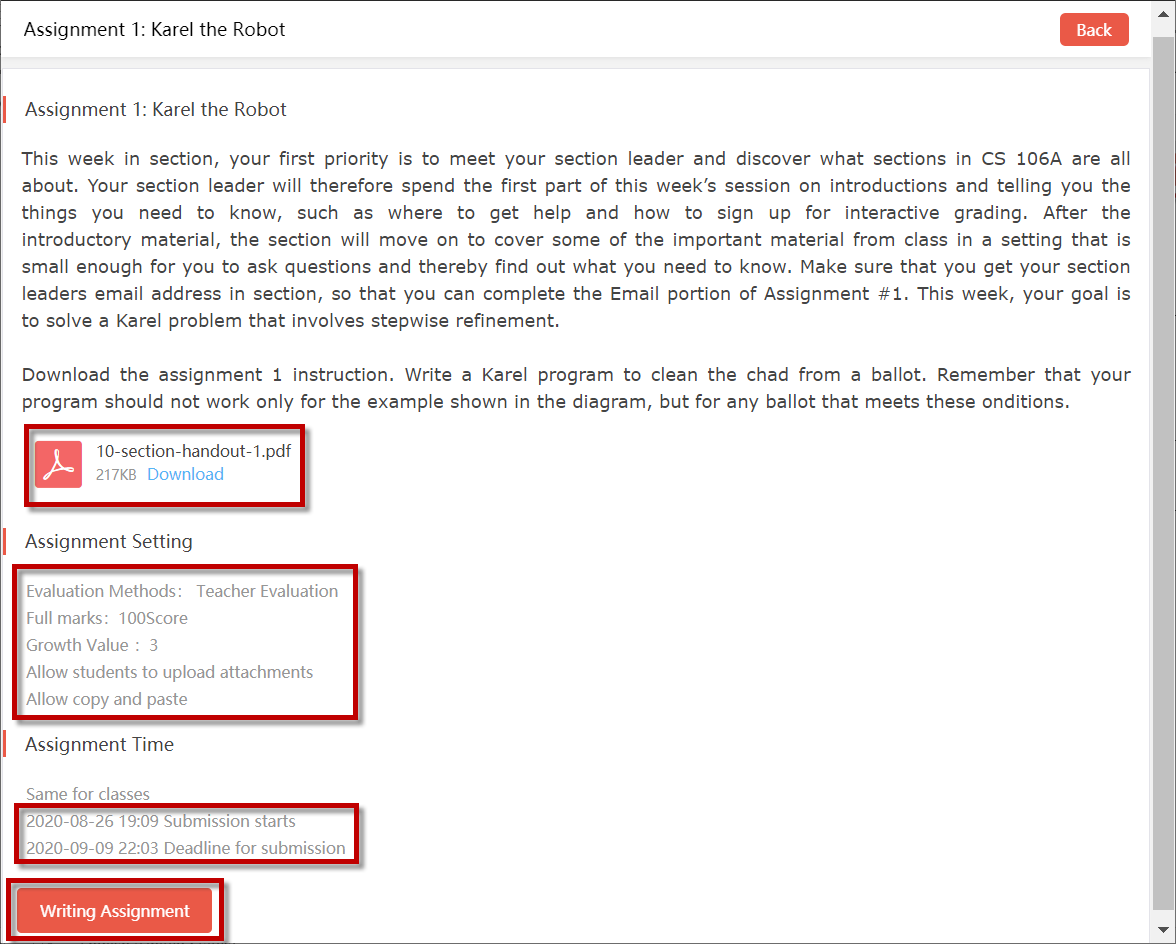 Assignment 1: Karel the Robot
Back
Assignment 1: Karel the Robot
This week in section, your first priority is to meet your section leader and discover what sections in CS 106A are all
about. Your section leader will therefore spend the first part of this week’s session on introductions and telling you the
things you need to know, such as where to get help and how to sign up for interactive grading. After the
introductory material, the section will move on to cover some of the important material from class in a setting that is
small enough for you to ask questions and thereby find out what you need to know. Make sure that you get your section
leaders email address in section, so that you can complete the Email portion of Assignment #1. This week, your goal is
to solve a Karel problem that involves stepwise refinement.
Download the assignment 1 instruction. Write a Karel program to clean the chad from a ballot. Remember that your
program should not work only for the example shown in the diagram, but for any ballot that meets these onditions.
10-section-handout-1.pdf
217KB Download
Assignment Setting
Evaluation Methods： Teacher Evaluation
Full marks：100Score
Growth Value：3
Allow students to upload attachments
Allow copy and paste
Assignment Time
Same for classes
2020-08-26 19:09 Submission starts
2020-09-09 22:03 Deadline for submission
Writing Assignment